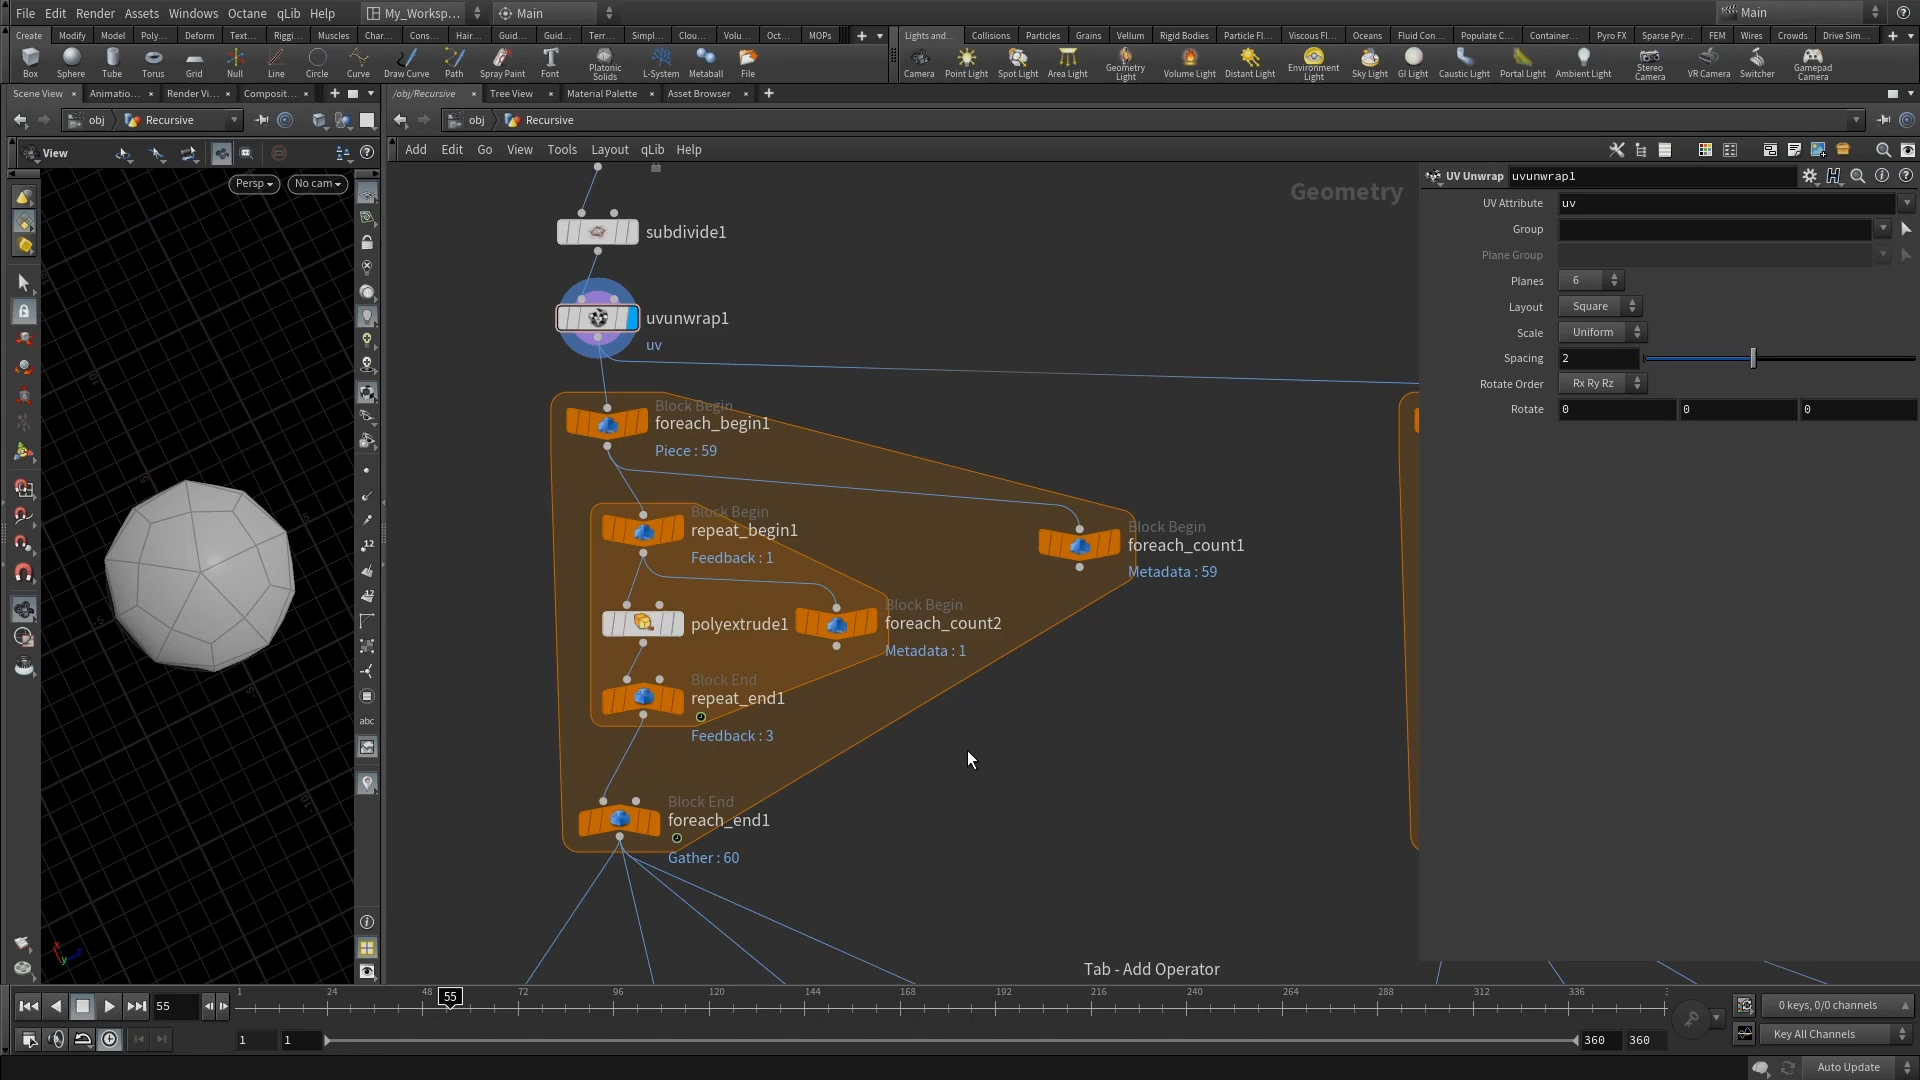 File Edit Render Assets Windows Octane qLib Help My_Worksp... Main Main
Create Modify Model Poly... Deform Text... Riggi... Muscles Char... Cons... Hair... Guid... Guid... Terr... Simpl... Clou... Volu... Oct... MOPs
Lights and... Collisions Particles Grains Vellum Rigid Bodies Particle Fl... Viscous Fl... Oceans Fluid Con... Populate C... Container... Pyro FX Sparse Pyr... FEM Wires Crowds Drive Sim...
Box Sphere Tube Torus Grid Null Line Circle Curve Draw Curve Path Spray Paint Font Platonic Solids L-System Metaball File
Camera Point Light Spot Light Area Light Geometry Light Volume Light Distant Light Environment Light Sky Light GI Light Caustic Light Portal Light Ambient Light Stereo Camera VR Camera Switcher Gamepad Camera
Scene View Animatio... Render Vi... Composit... /obj/Recursive Tree View Material Palette Asset Browser
obj Recursive obj Recursive
View Add Edit Go View Tools Layout qLib Help
Persp No cam
Geometry
subdivide1
uvunwrap1
uv
Block Begin
foreach_begin1
Piece : 59
Block Begin
repeat_begin1
Feedback : 1
Block Begin
foreach_count1
Metadata : 59
polyextrude1
Block Begin
foreach_count2
Metadata : 1
Block End
repeat_end1
Feedback : 3
Block End
foreach_end1
Gather : 60
Tab - Add Operator
UV Unwrap uvunwrap1
UV Attribute uv
Group
Plane Group
Planes 6
Layout Square
Scale Uniform
Spacing 2
Rotate Order Rx Ry Rz
Rotate 0 0 0
12
12
abc
55 1 24 48 55 72 96 120 144 168 192 216 240 264 288 312 336
0 keys, 0/0 channels
1 1 360 360 Key All Channels
Auto Update